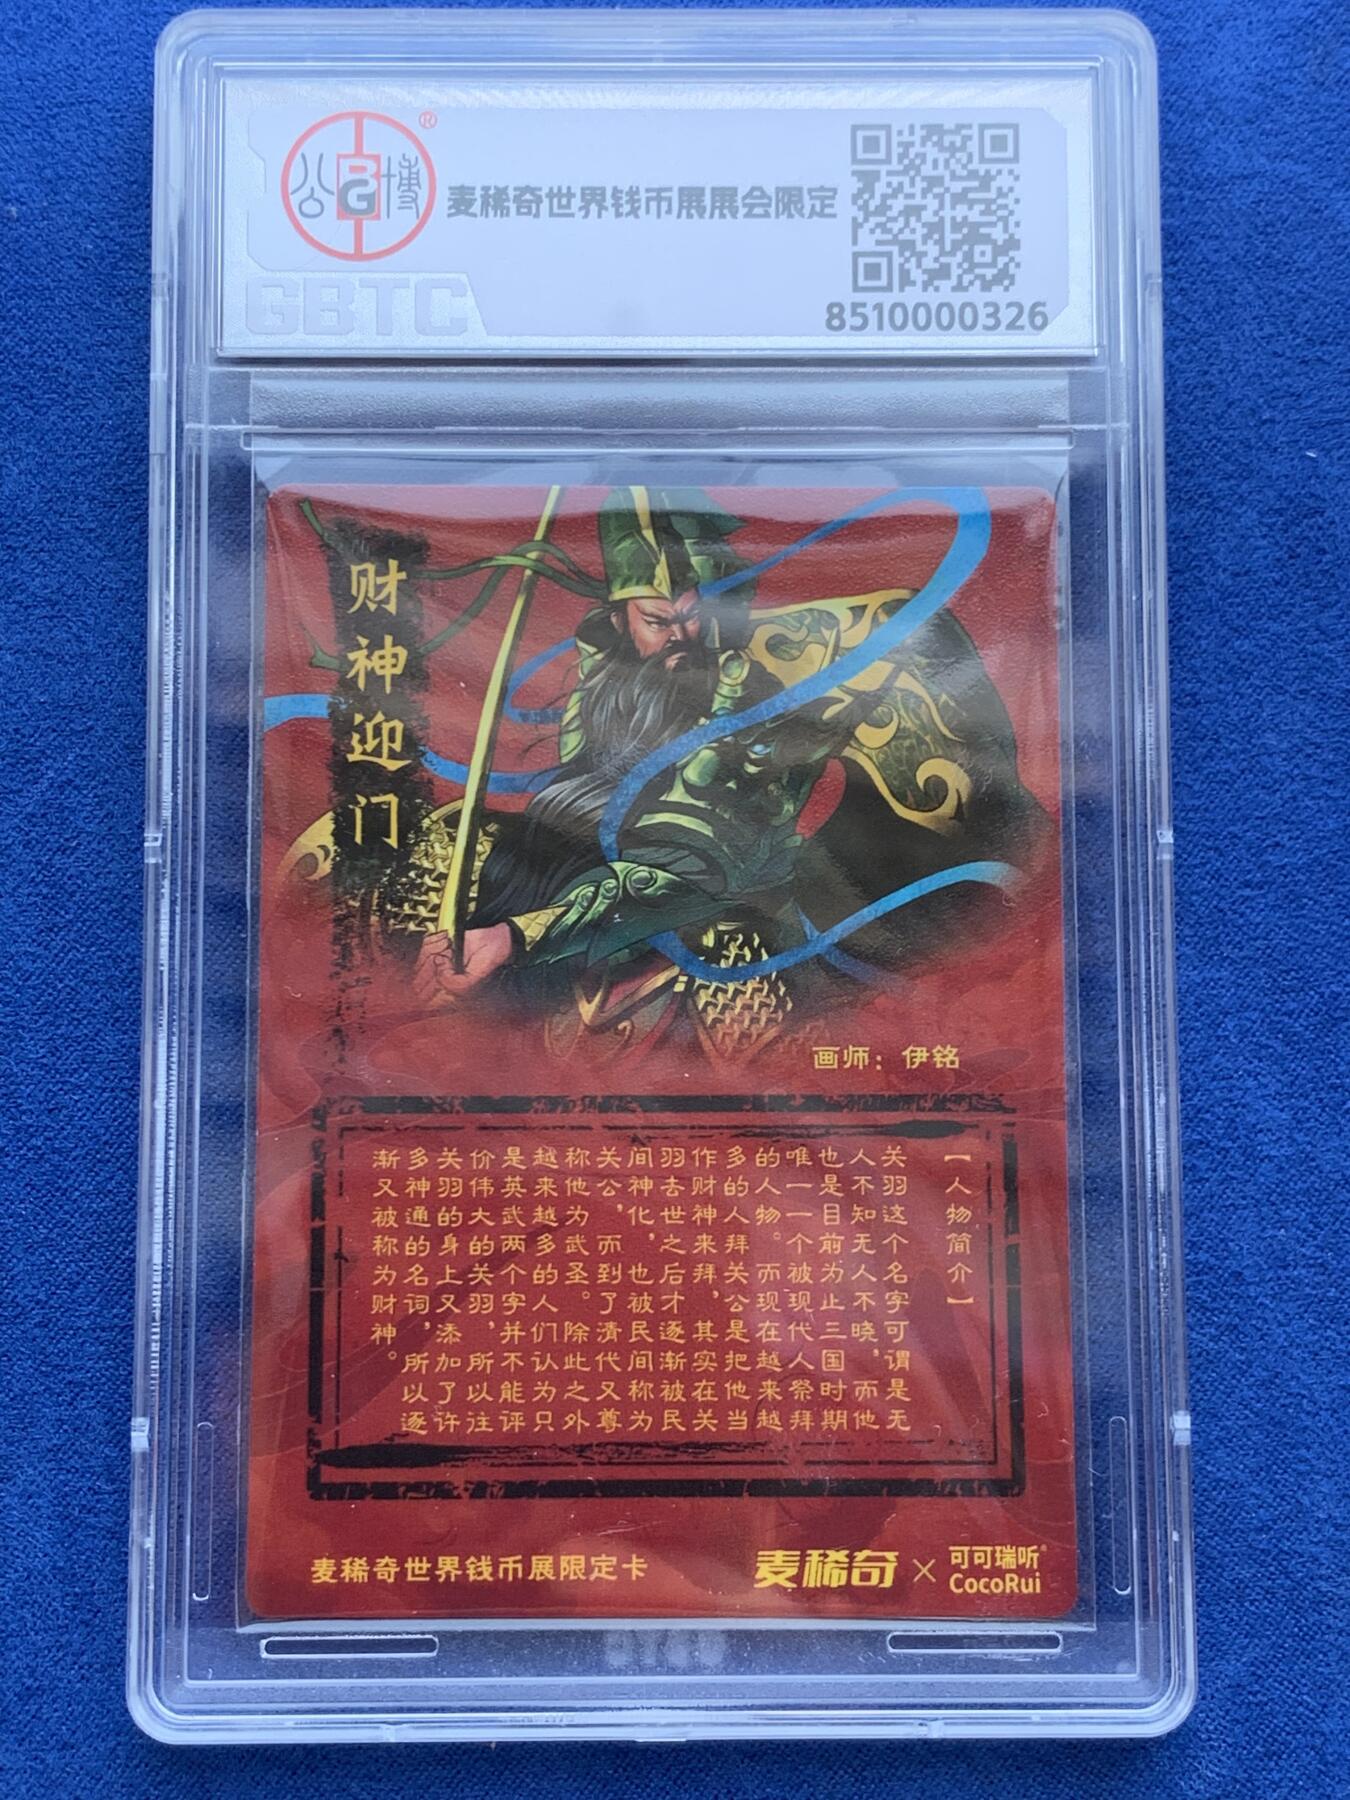 公博
BG
®
麦稀奇世界钱币展展会限定
GBTC
8510000326
财神迎门
画师：伊铭
【人物简介】
关羽这个名字可谓是无
人不知无人不晓，而他
也是目前为止三国时期
唯一一个被现代人祭拜
的人物。而现在越来越
多的人拜关公是把他当
作财神来拜，其实在关
羽去世之后才逐渐被民
间神化，也被民间称为
关公，而到了清代又尊
称他为武圣。除此之外
越来越多的人们认为只
是英武两个字并不能评
价伟大的关羽，所以往
关羽的身上又添加了许
多神通的名词，所以逐
渐又被称为财神。
麦稀奇世界钱币展限定卡
麦稀奇×可可瑞听®
CocoRui